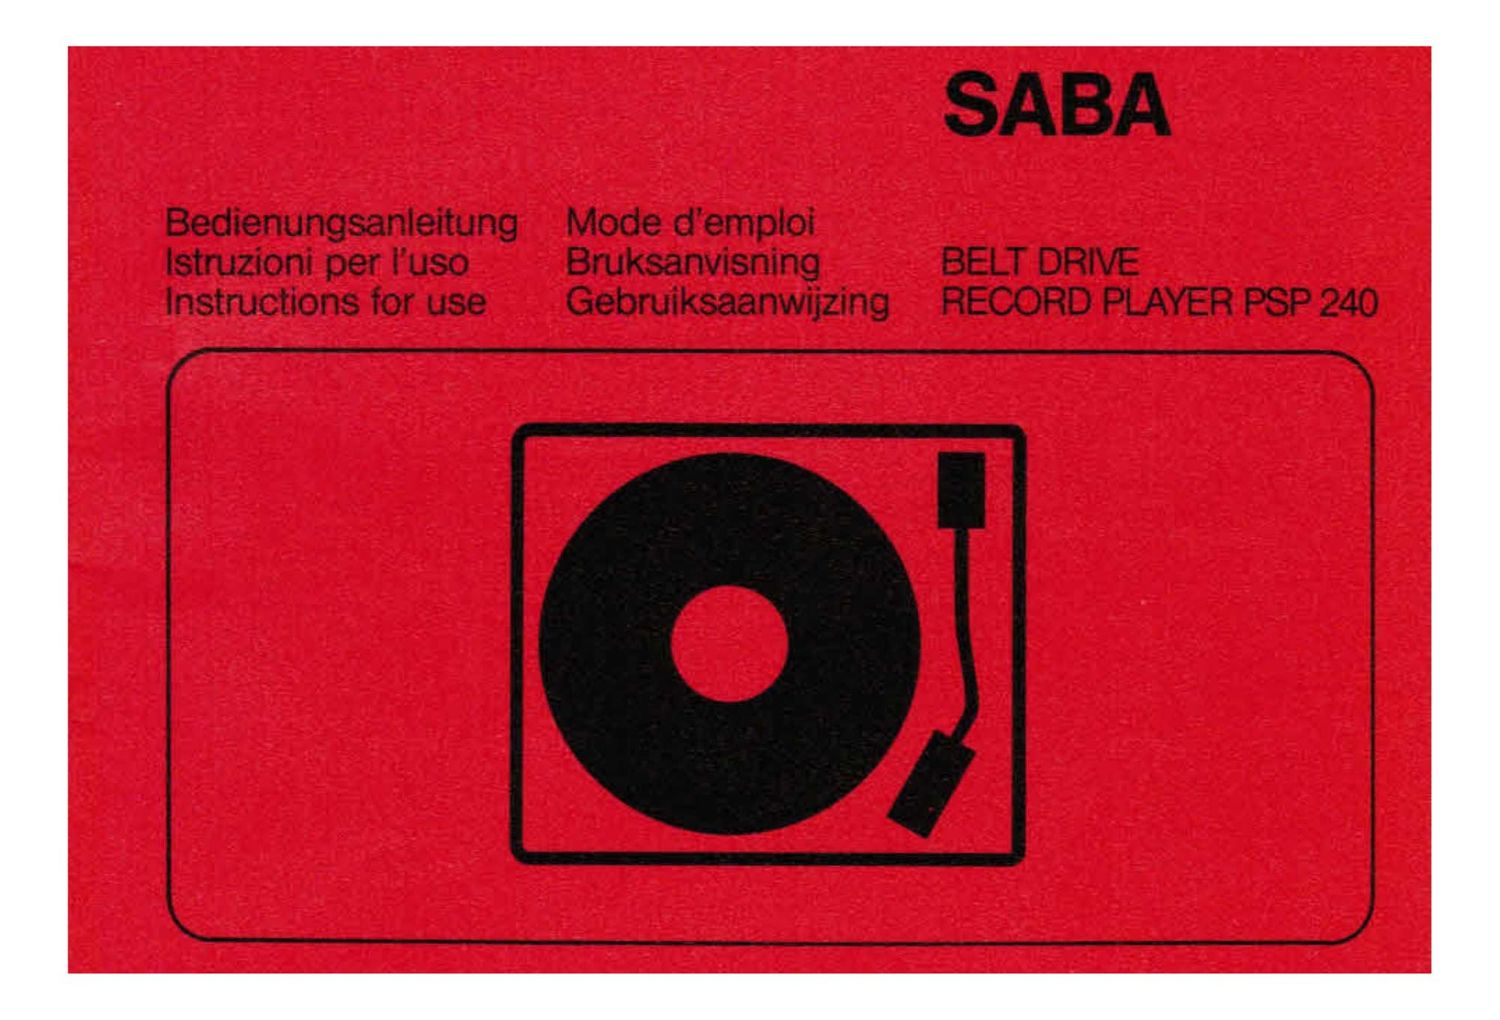 SABA
Bedienungsanleitung
Istruzioni per l'uso
Instructions for use
Mode d'emploi
Bruksanvisning
Gebruiksaanwijzing
BELT DRIVE
RECORD PLAYER PSP 240